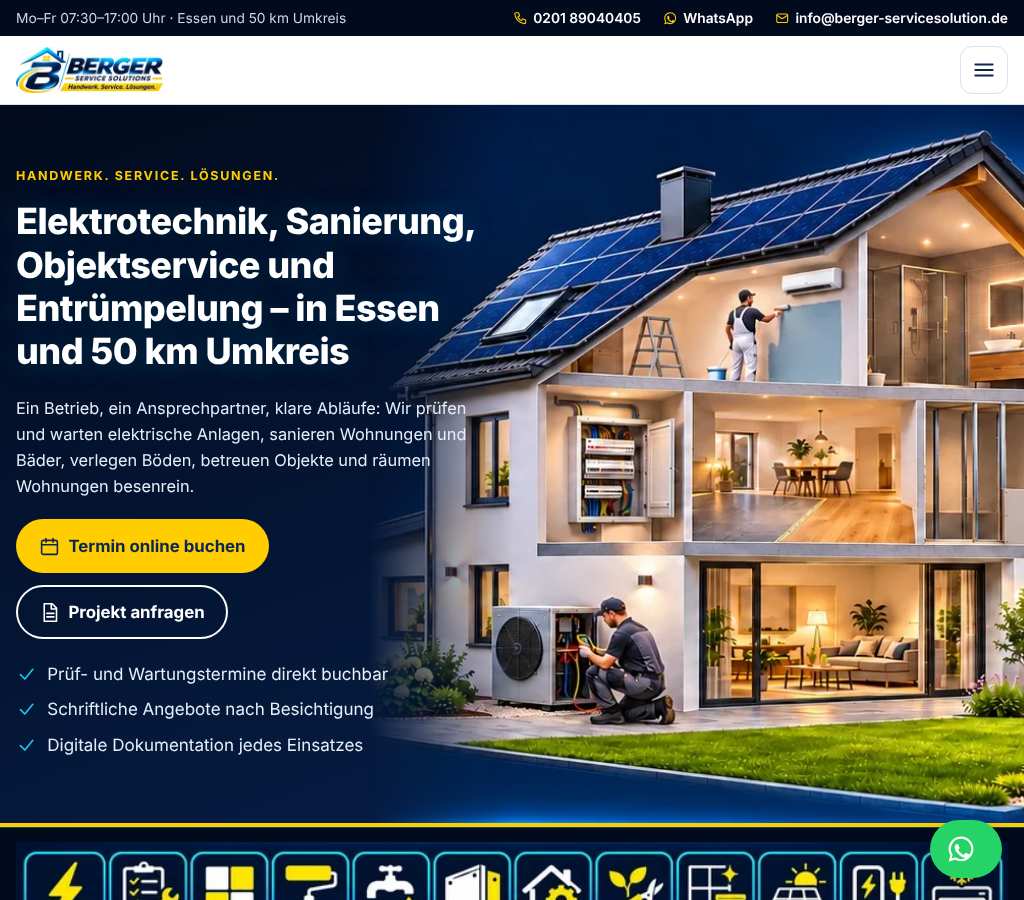 Mo–Fr 07:30–17:00 Uhr · Essen und 50 km Umkreis
0201 89040405
WhatsApp
info@berger-servicesolution.de
BERGER
SERVICE SOLUTIONS
Handwerk. Service. Lösungen.
HANDWERK. SERVICE. LÖSUNGEN.
Elektrotechnik, Sanierung,
Objektservice und
Entrümpelung – in Essen
und 50 km Umkreis
Ein Betrieb, ein Ansprechpartner, klare Abläufe: Wir prüfen
und warten elektrische Anlagen, sanieren Wohnungen und
Bäder, verlegen Böden, betreuen Objekte und räumen
Wohnungen besenrein.
Termin online buchen
Projekt anfragen
Prüf- und Wartungstermine direkt buchbar
Schriftliche Angebote nach Besichtigung
Digitale Dokumentation jedes Einsatzes